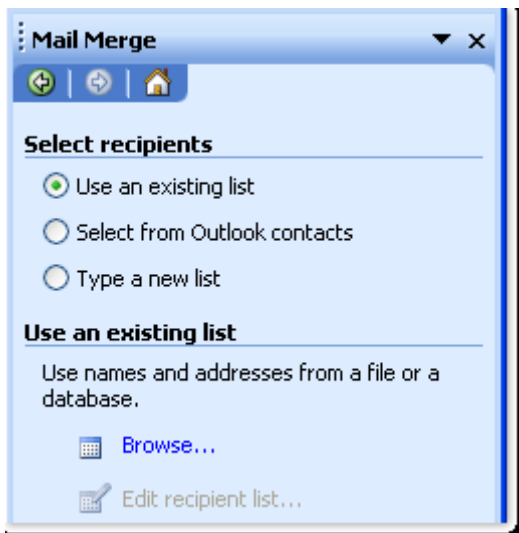 Mail Merge
Select recipients
Use an existing list
Select from Outlook contacts
Type a new list
Use an existing list
Use names and addresses from a file or a
database.
Browse...
Edit recipient list...